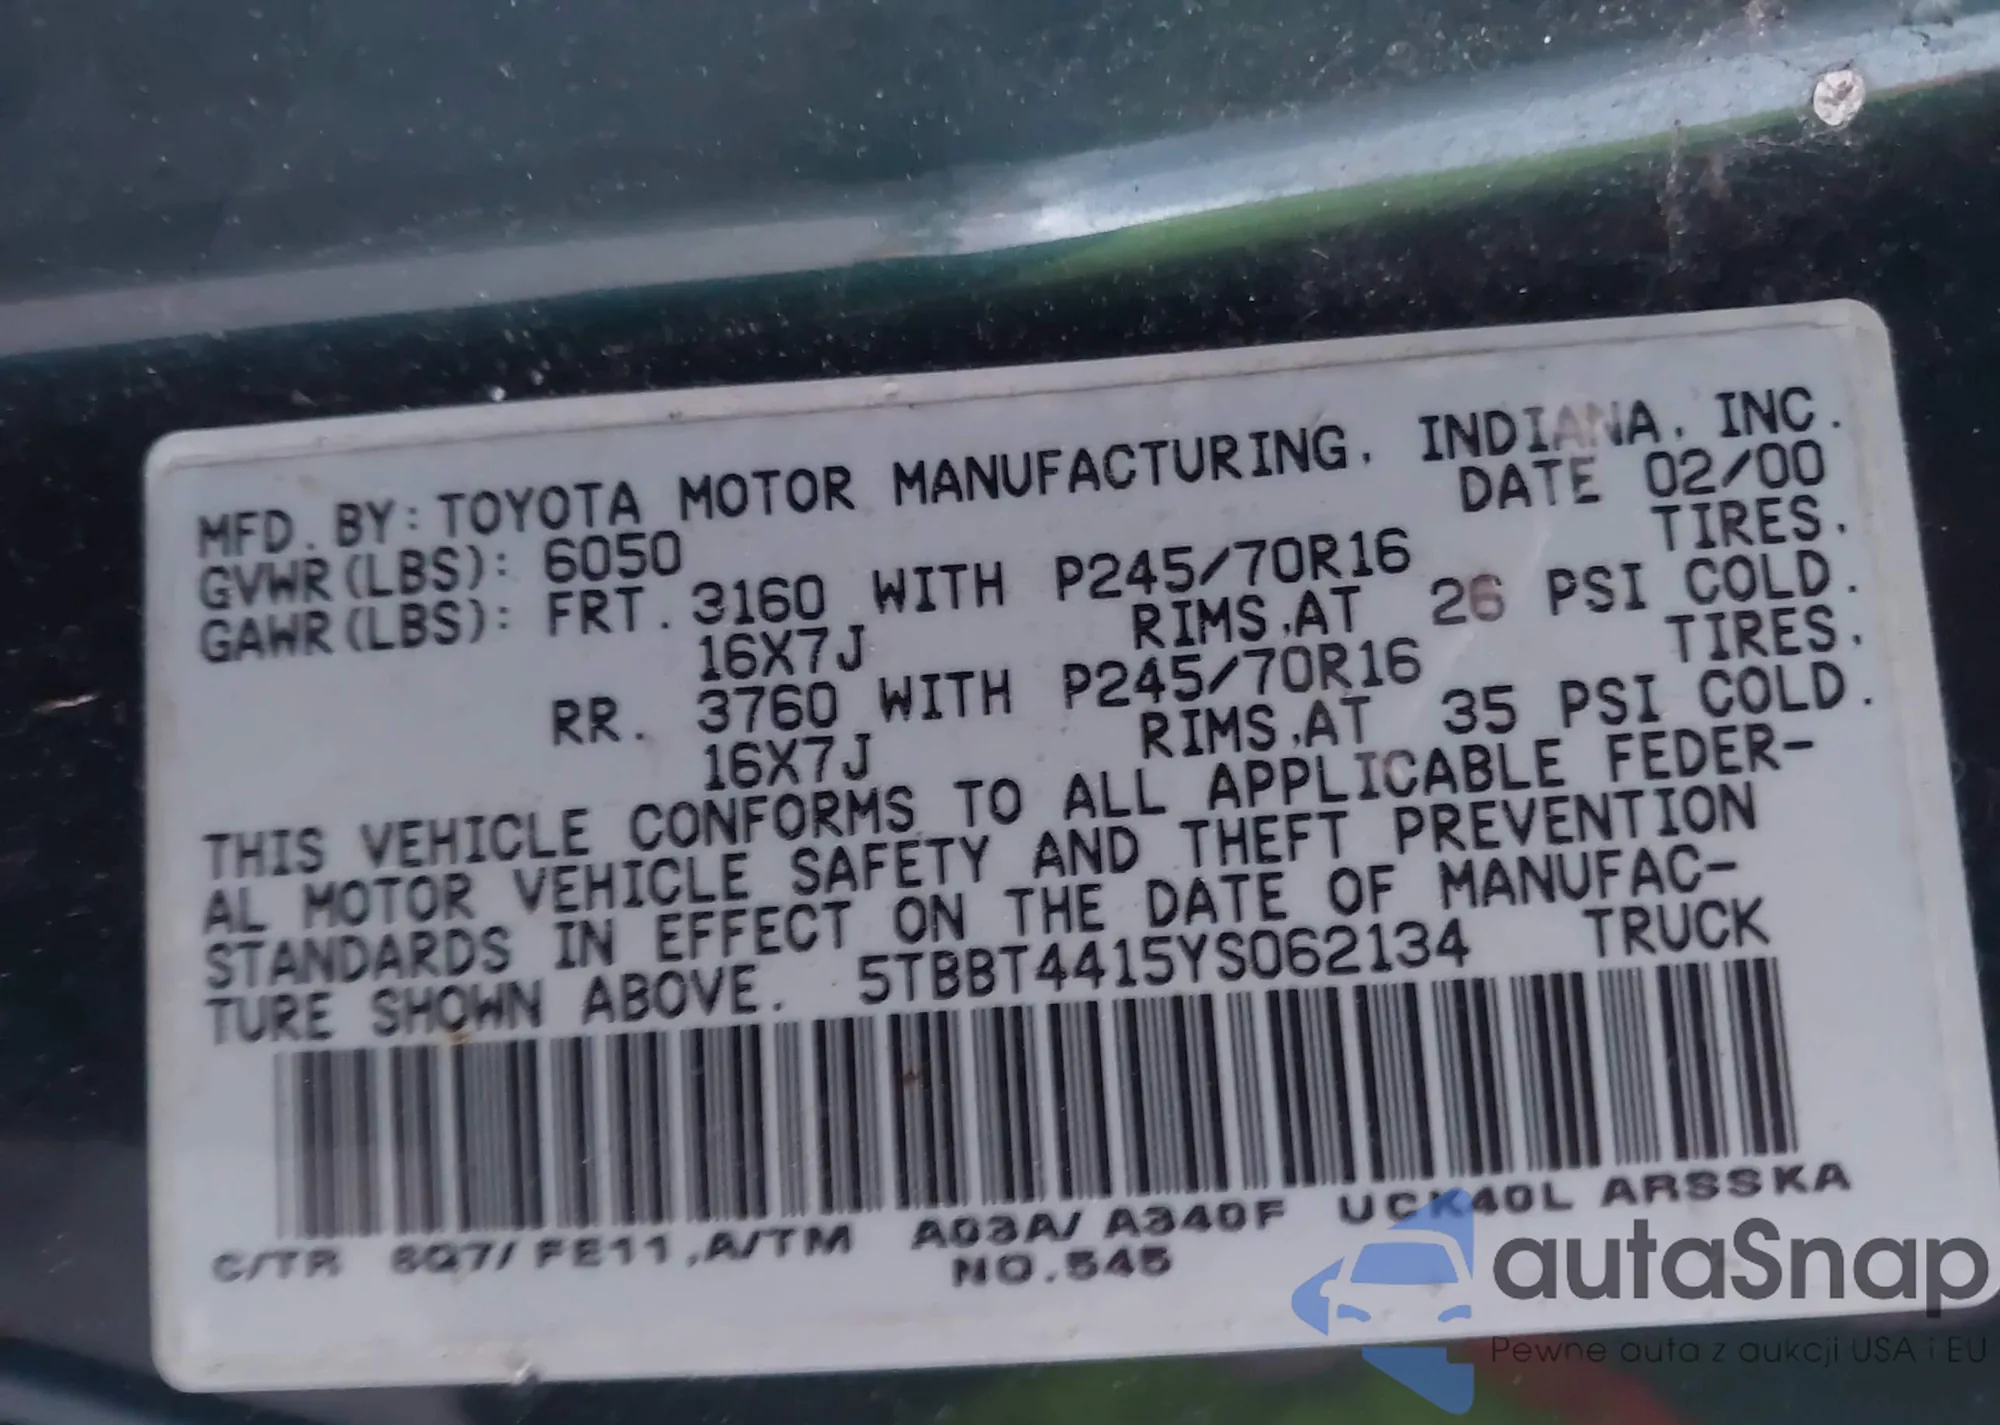 MFD. BY: TOYOTA MOTOR MANUFACTURING, INDIANA, INC.
GVWR(LBS): 6050 DATE 02/00
GAWR(LBS): FRT. 3160 WITH P245/70R16 TIRES,
16X7J RIMS,AT 26 PSI COLD.
RR. 3760 WITH P245/70R16 TIRES,
16X7J RIMS,AT 35 PSI COLD.
THIS VEHICLE CONFORMS TO ALL APPLICABLE FEDER-
AL MOTOR VEHICLE SAFETY AND THEFT PREVENTION
STANDARDS IN EFFECT ON THE DATE OF MANUFAC-
TURE SHOWN ABOVE. 5TBBT4415YS062134 TRUCK
C/TR 6Q7/FE11,A/TM A03A/A340F UCK40L ARSSKA
NO.545
autaSnap
Pewne auta z aukcji USA i EU